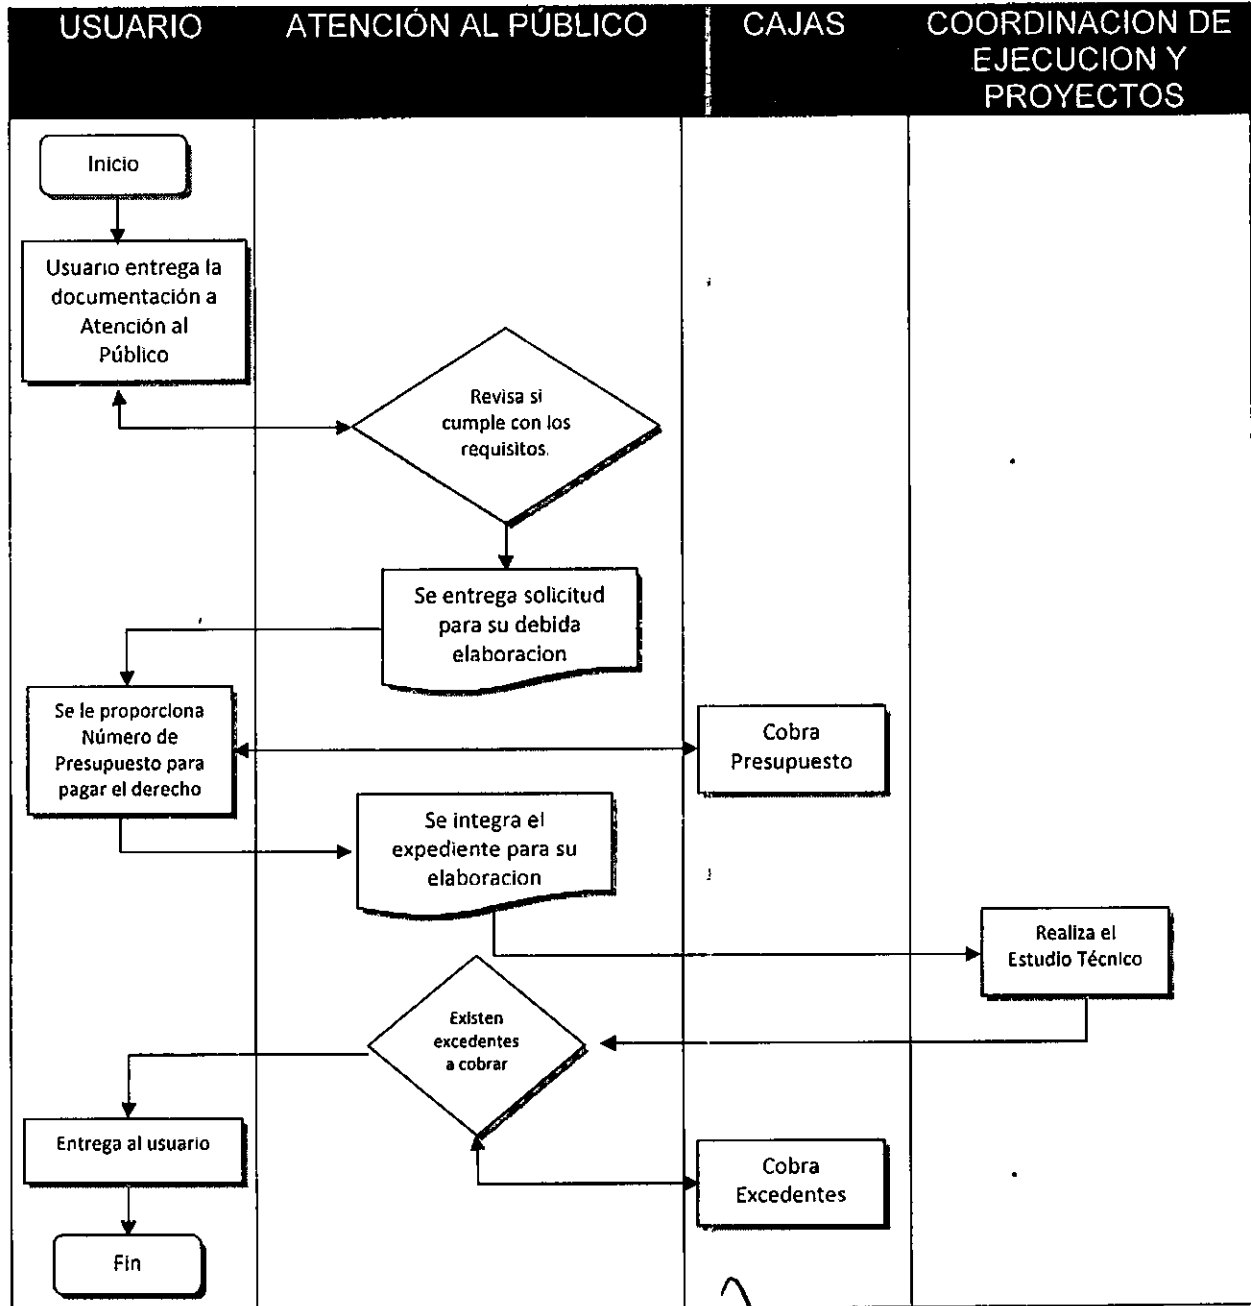 USUARIO
ATENCIÓN AL PÚBLICO
CAJAS
COORDINACION DE
EJECUCION Y
PROYECTOS
Inicio
Usuario entrega la
documentación a
Atención al
Público
Revisa si
cumple con los
requisitos.
Se entrega solicitud
para su debida
elaboracion
Se le proporciona
Número de
Presupuesto para
pagar el derecho
Cobra
Presupuesto
Se integra el
expediente para su
elaboracion
Realiza el
Estudio Técnico
Existen
excedentes
a cobrar
Entrega al usuario
Cobra
Excedentes
Fin